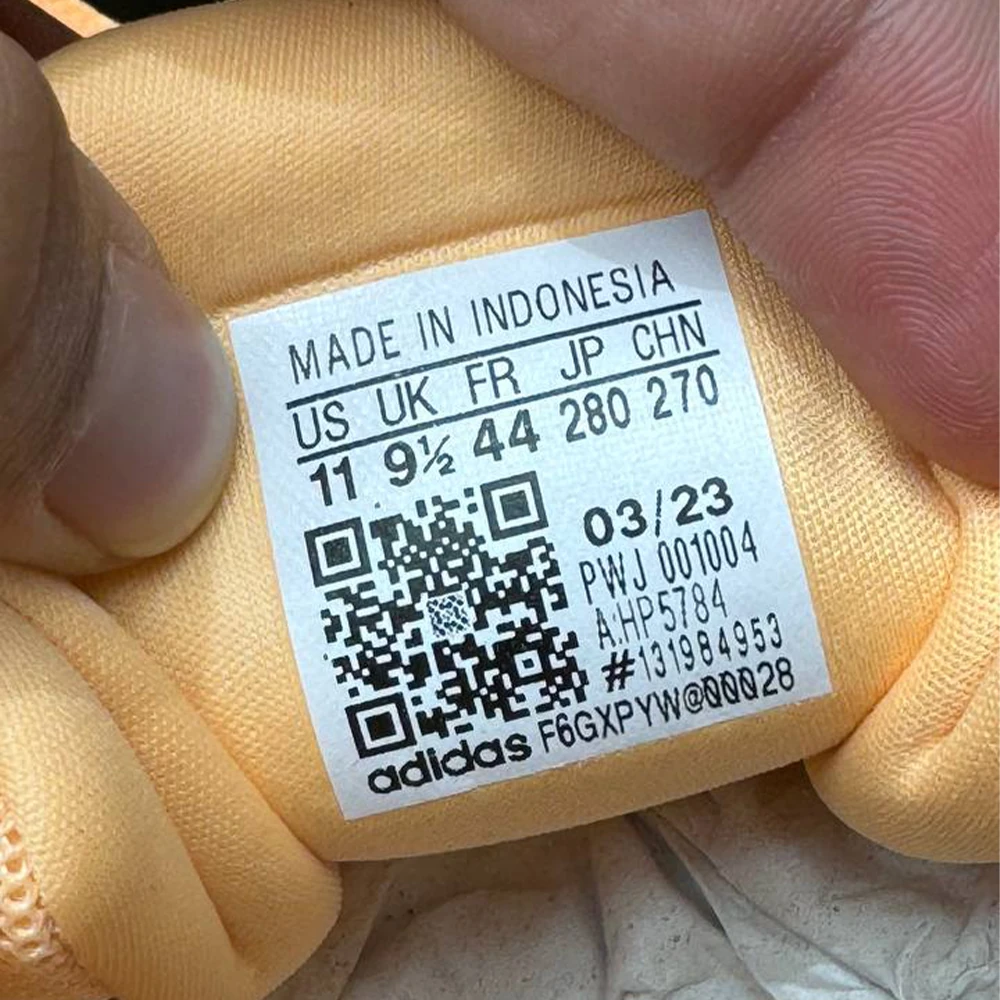 MADE IN INDONESIA
US UK FR JP CHN
11 9½ 44 280 270
03/23
PWJ 001004
A:HP5784
#131984953
adidas F6GXPYW@00028